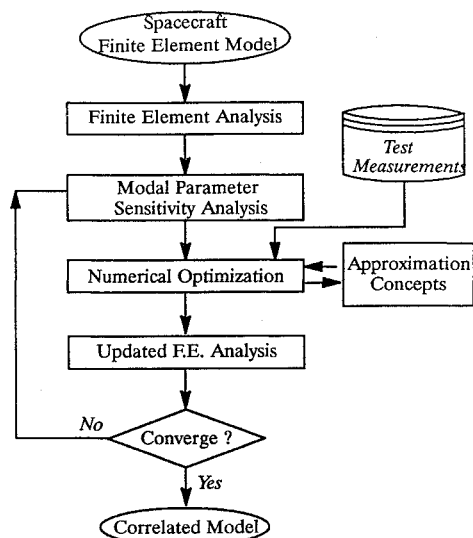 Spacecraft
Finite Element Model
Finite Element Analysis
Test
Measurements
Modal Parameter
Sensitivity Analysis
Numerical Optimization
Approximation
Concepts
Updated F.E. Analysis
No
Converge ?
Yes
Correlated Model